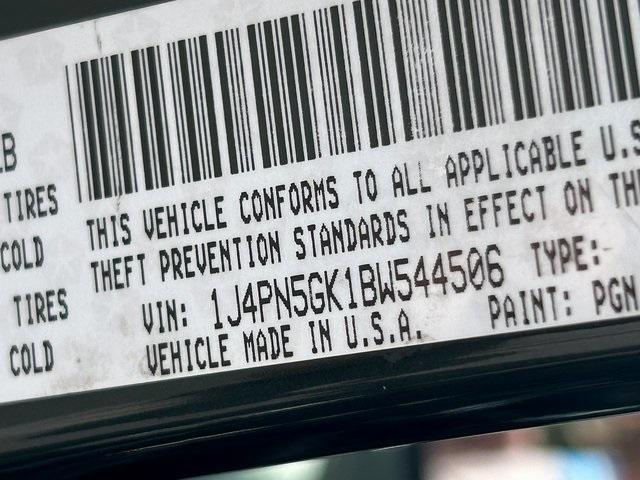 LB
TIRES
COLD
TIRES
COLD
THIS VEHICLE CONFORMS TO ALL APPLICABLE U.S
THEFT PREVENTION STANDARDS IN EFFECT ON TH
VIN: 1J4PN5GK1BW544506 TYPE:
VEHICLE MADE IN U.S.A. PAINT: PGN